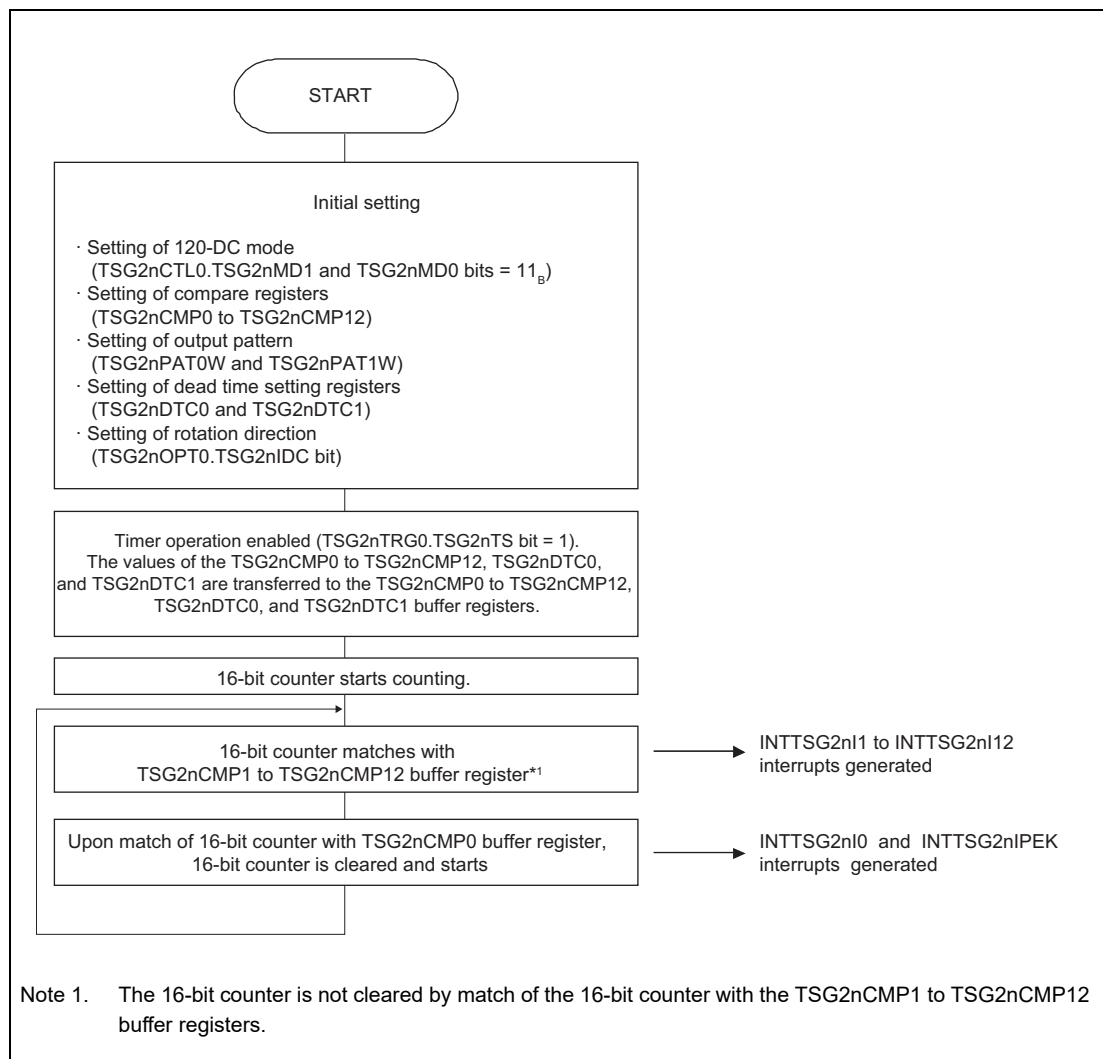 START
Initial setting
· Setting of 120-DC mode
(TSG2nCTL0.TSG2nMD1 and TSG2nMD0 bits = 11B)
· Setting of compare registers
(TSG2nCMP0 to TSG2nCMP12)
· Setting of output pattern
(TSG2nPAT0W and TSG2nPAT1W)
· Setting of dead time setting registers
(TSG2nDTC0 and TSG2nDTC1)
· Setting of rotation direction
(TSG2nOPT0.TSG2nIDC bit)
Timer operation enabled (TSG2nTRG0.TSG2nTS bit = 1).
The values of the TSG2nCMP0 to TSG2nCMP12, TSG2nDTC0,
and TSG2nDTC1 are transferred to the TSG2nCMP0 to TSG2nCMP12,
TSG2nDTC0, and TSG2nDTC1 buffer registers.
16-bit counter starts counting.
16-bit counter matches with
TSG2nCMP1 to TSG2nCMP12 buffer register*1
INTTSG2nI1 to INTTSG2nI12
interrupts generated
Upon match of 16-bit counter with TSG2nCMP0 buffer register,
16-bit counter is cleared and starts
INTTSG2nI0 and INTTSG2nIPEK
interrupts generated
Note 1. The 16-bit counter is not cleared by match of the 16-bit counter with the TSG2nCMP1 to TSG2nCMP12
buffer registers.